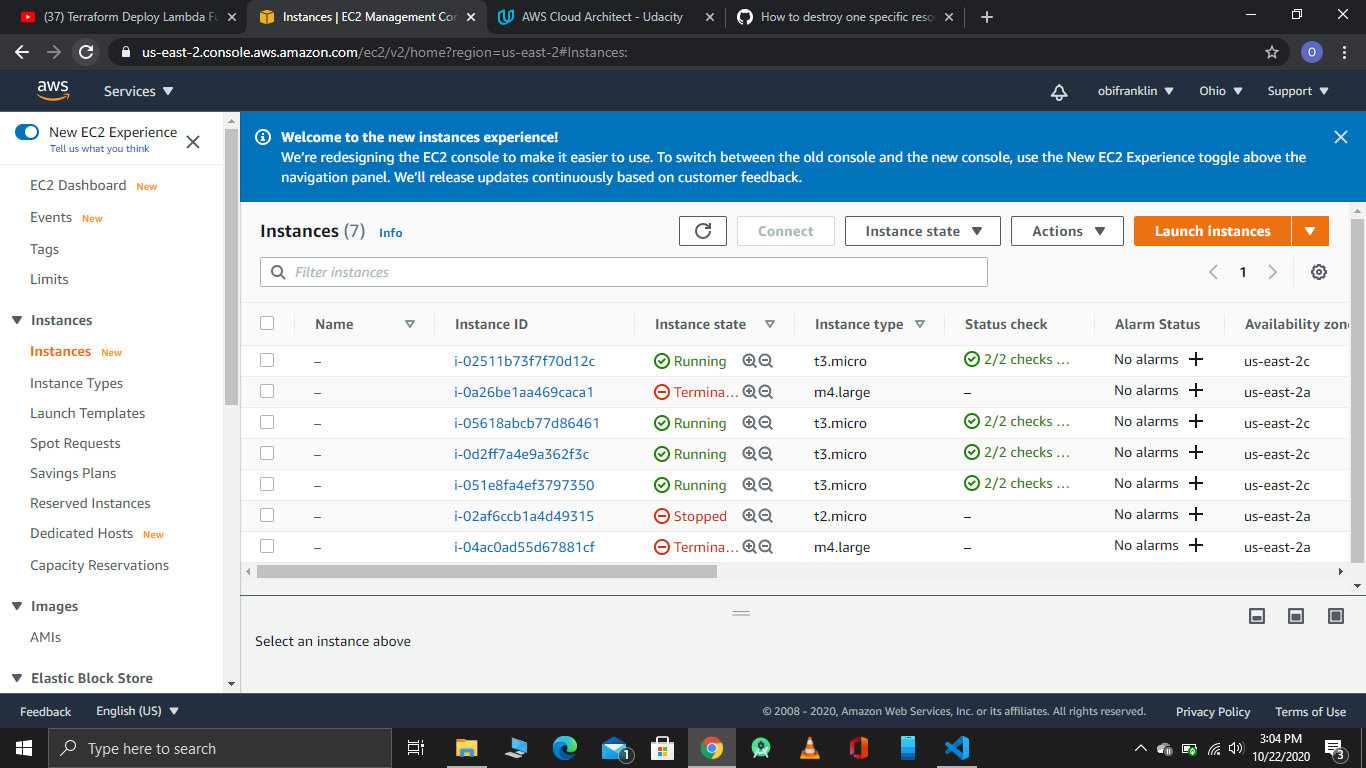 (37) Terraform Deploy Lambda Fu
Instances | EC2 Management Con
AWS Cloud Architect - Udacity
How to destroy one specific reso
us-east-2.console.aws.amazon.com/ec2/v2/home?region=us-east-2#Instances:
O
aws
Services
obifranklin
Ohio
Support
New EC2 Experience
Tell us what you think
EC2 Dashboard New
Events New
Tags
Limits
Instances
Instances New
Instance Types
Launch Templates
Spot Requests
Savings Plans
Reserved Instances
Dedicated Hosts New
Capacity Reservations
Images
AMIs
Elastic Block Store
Welcome to the new instances experience!
We're redesigning the EC2 console to make it easier to use. To switch between the old console and the new console, use the New EC2 Experience toggle above the
navigation panel. We'll release updates continuously based on customer feedback.
Instances (7) Info
Connect
Instance state
Actions
Launch instances
Filter instances
1
Name Instance ID Instance state Instance type Status check Alarm Status Availability zone
– i-02511b73f7f70d12c Running t3.micro 2/2 checks ... No alarms us-east-2c
– i-0a26be1aa469caca1 Termina... m4.large – No alarms us-east-2a
– i-05618abcb77d86461 Running t3.micro 2/2 checks ... No alarms us-east-2c
– i-0d2ff7a4e9a362f3c Running t3.micro 2/2 checks ... No alarms us-east-2c
– i-051e8fa4ef3797350 Running t3.micro 2/2 checks ... No alarms us-east-2c
– i-02af6ccb1a4d49315 Stopped t2.micro – No alarms us-east-2a
– i-04ac0ad55d67881cf Termina... m4.large – No alarms us-east-2a
Select an instance above
Feedback
English (US)
© 2008 - 2020, Amazon Web Services, Inc. or its affiliates. All rights reserved.
Privacy Policy
Terms of Use
Type here to search
1
3:04 PM
10/22/2020
3